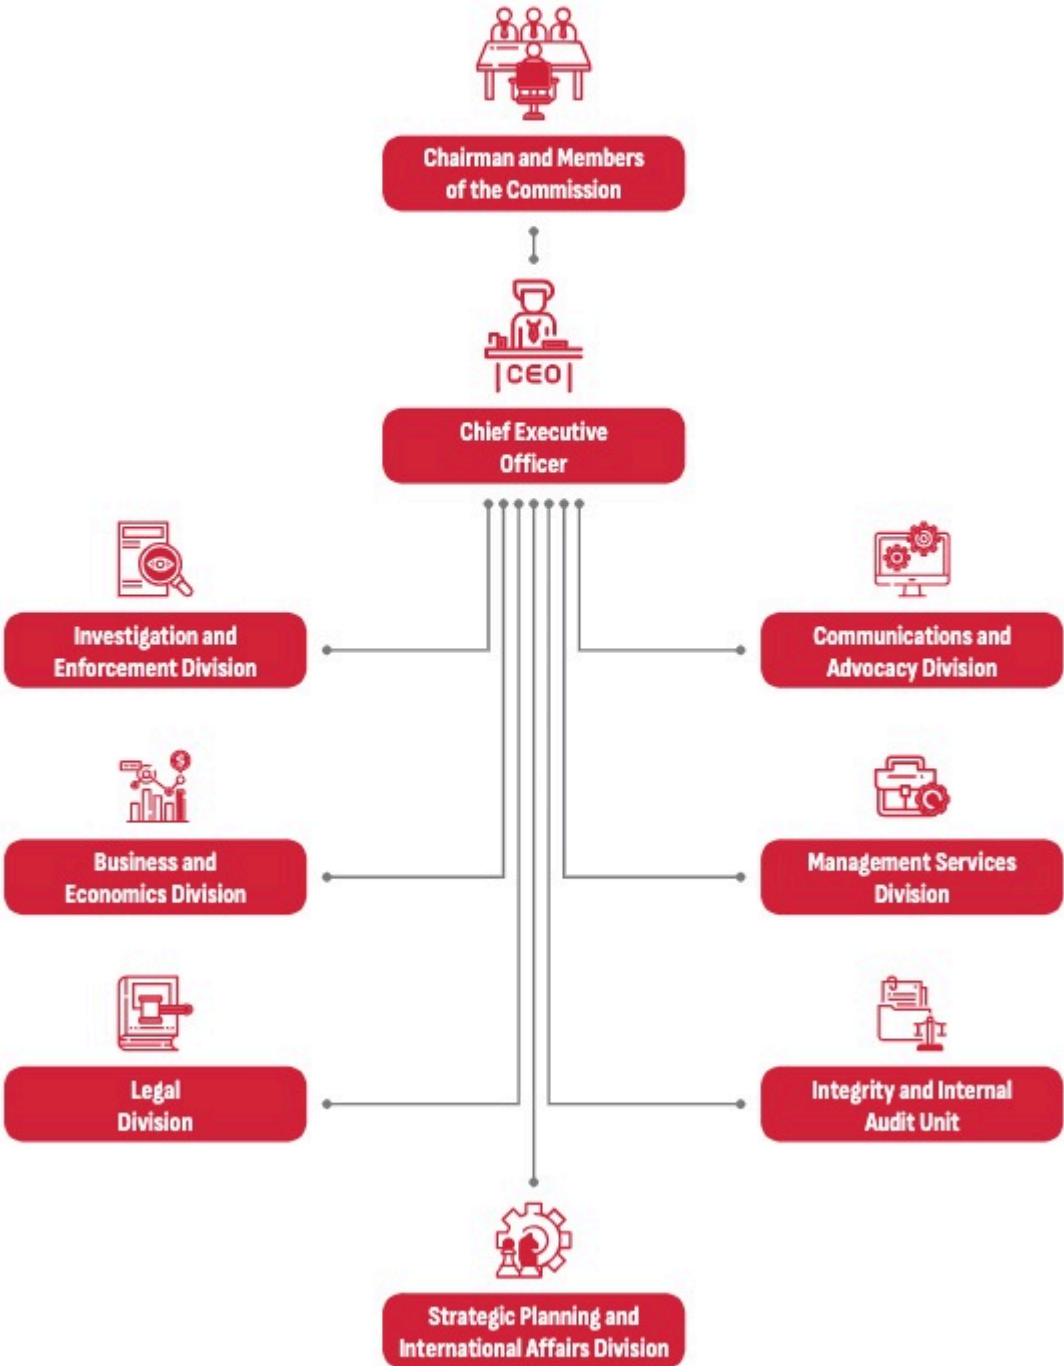 Chairman and Members
of the Commission
CEO
Chief Executive
Officer
Investigation and
Enforcement Division
Communications and
Advocacy Division
Business and
Economics Division
Management Services
Division
Legal
Division
Integrity and Internal
Audit Unit
Strategic Planning and
International Affairs Division